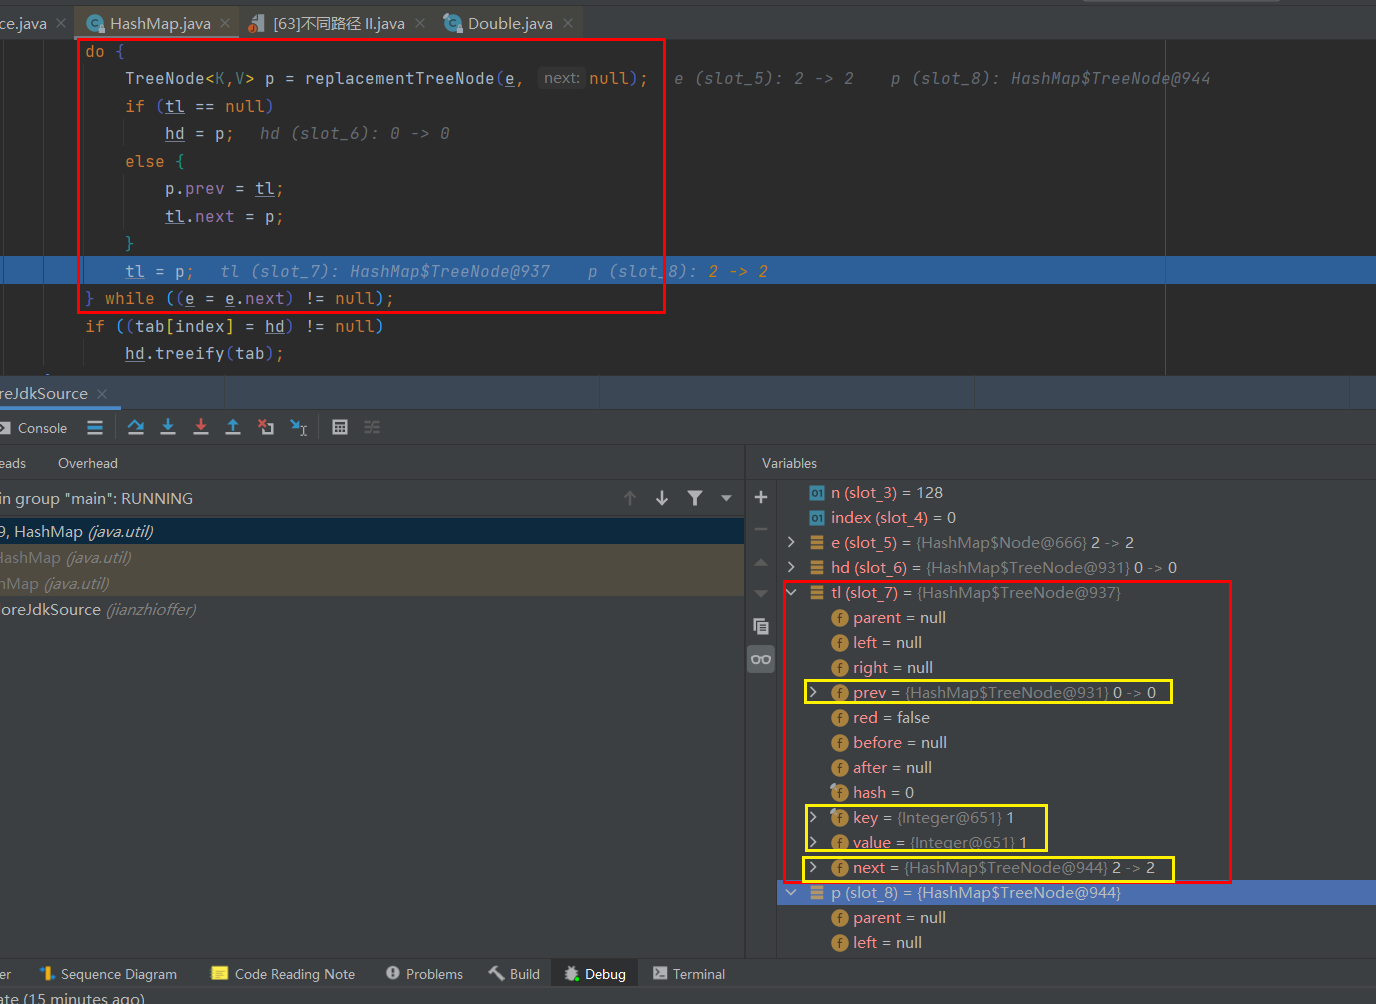 ce.java HashMap.java [63]不同路径 II.java Double.java
do {
TreeNode<K,V> p = replacementTreeNode(e, next: null); e (slot_5): 2 -> 2 p (slot_8): HashMap$TreeNode@944
if (tl == null)
hd = p; hd (slot_6): 0 -> 0
else {
p.prev = tl;
tl.next = p;
}
tl = p; tl (slot_7): HashMap$TreeNode@937 p (slot_8): 2 -> 2
} while ((e = e.next) != null);
if ((tab[index] = hd) != null)
hd.treeify(tab);
reJdkSource
Console
eads Overhead
in group "main": RUNNING
9, HashMap (java.util)
HashMap (java.util)
hMap (java.util)
oreJdkSource (jianzhioffer)
Variables
n (slot_3) = 128
index (slot_4) = 0
e (slot_5) = {HashMap$Node@666} 2 -> 2
hd (slot_6) = {HashMap$TreeNode@931} 0 -> 0
tl (slot_7) = {HashMap$TreeNode@937}
parent = null
left = null
right = null
prev = {HashMap$TreeNode@931} 0 -> 0
red = false
before = null
after = null
hash = 0
key = {Integer@651} 1
value = {Integer@651} 1
next = {HashMap$TreeNode@944} 2 -> 2
p (slot_8) = {HashMap$TreeNode@944}
parent = null
left = null
er Sequence Diagram Code Reading Note Problems Build Debug Terminal
ate (15 minutes ago)